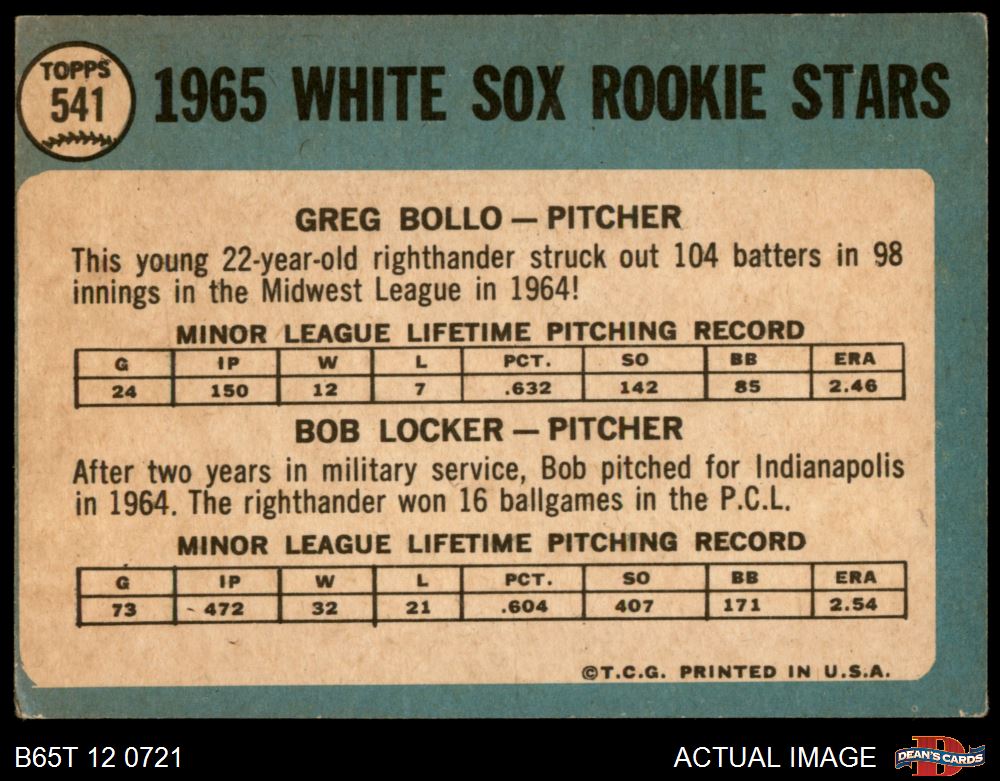 TOPPS
541
1965 WHITE SOX ROOKIE STARS
GREG BOLLO — PITCHER
This young 22-year-old righthander struck out 104 batters in 98
innings in the Midwest League in 1964!
MINOR LEAGUE LIFETIME PITCHING RECORD
G IP W L PCT. SO BB ERA
24 150 12 7 .632 142 85 2.46
BOB LOCKER — PITCHER
After two years in military service, Bob pitched for Indianapolis
in 1964. The righthander won 16 ballgames in the P.C.L.
MINOR LEAGUE LIFETIME PITCHING RECORD
G IP W L PCT. SO BB ERA
73 472 32 21 .604 407 171 2.54
©T.C.G. PRINTED IN U.S.A.
B65T 12 0721
ACTUAL IMAGE
D
DEAN'S CARDS